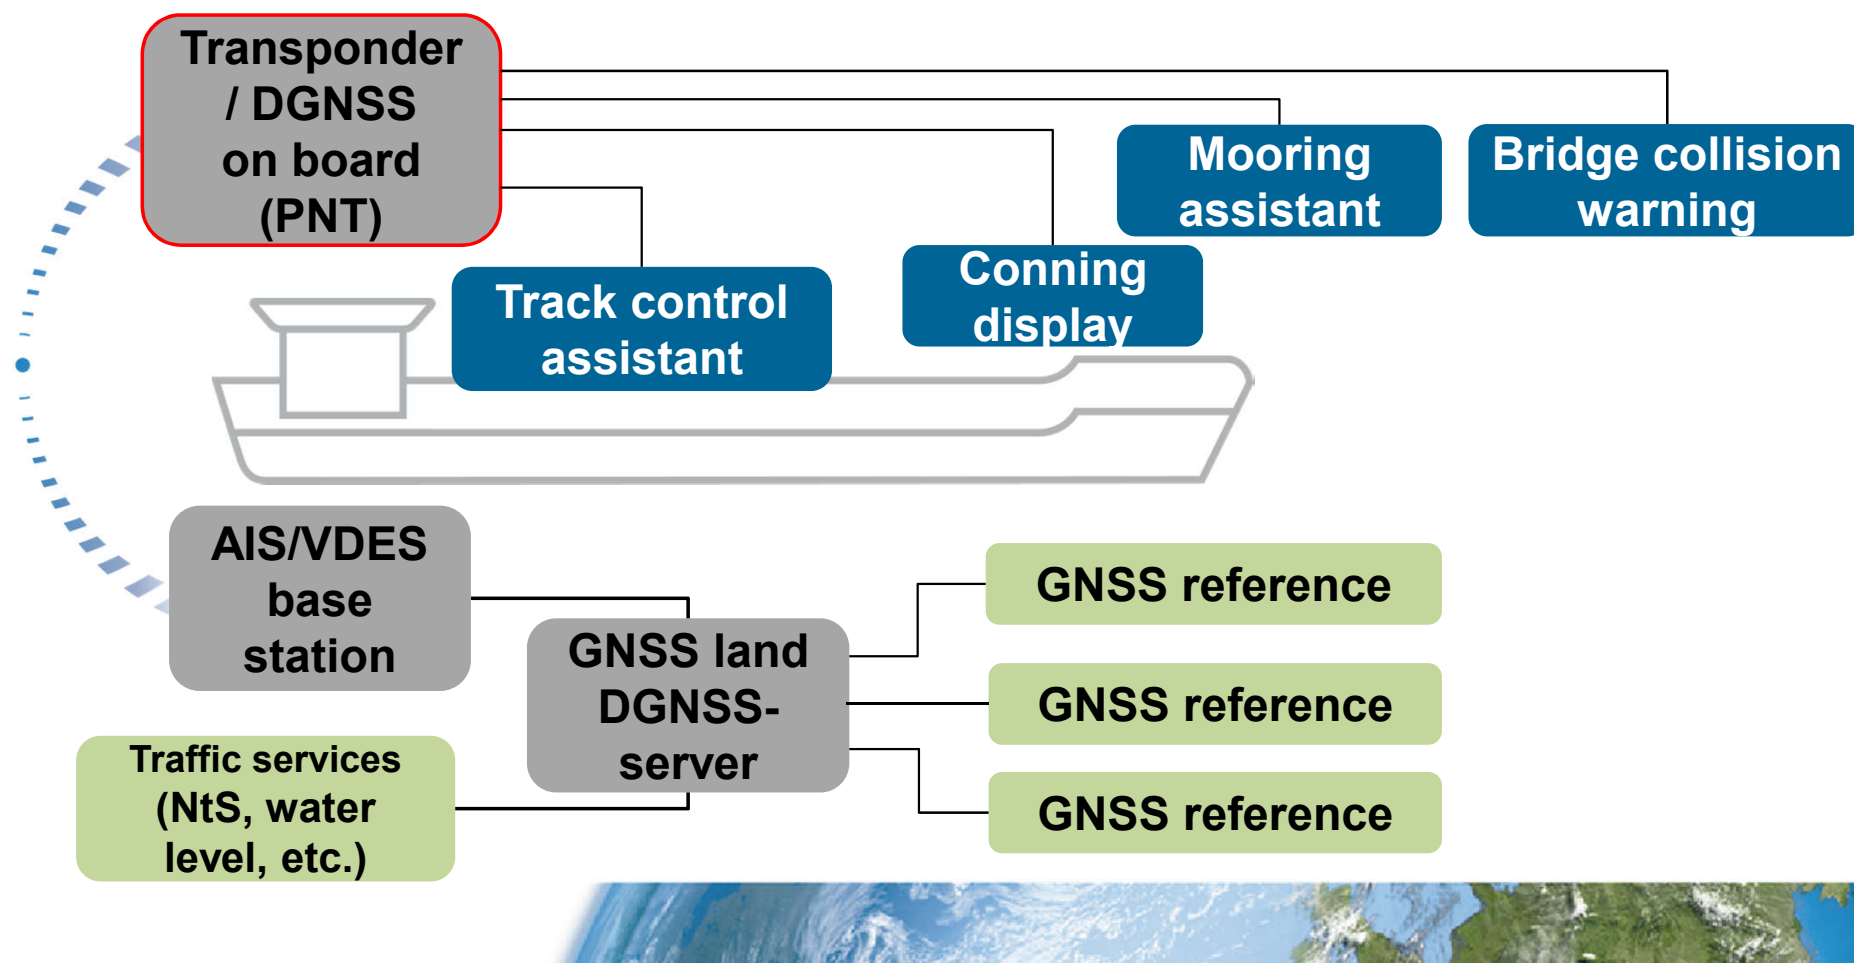 Transponder
/ DGNSS
on board
(PNT)
Mooring
assistant
Bridge collision
warning
Conning
display
Track control
assistant
AIS/VDES
base
station
GNSS land
DGNSS-
server
GNSS reference
GNSS reference
GNSS reference
Traffic services
(NtS, water
level, etc.)